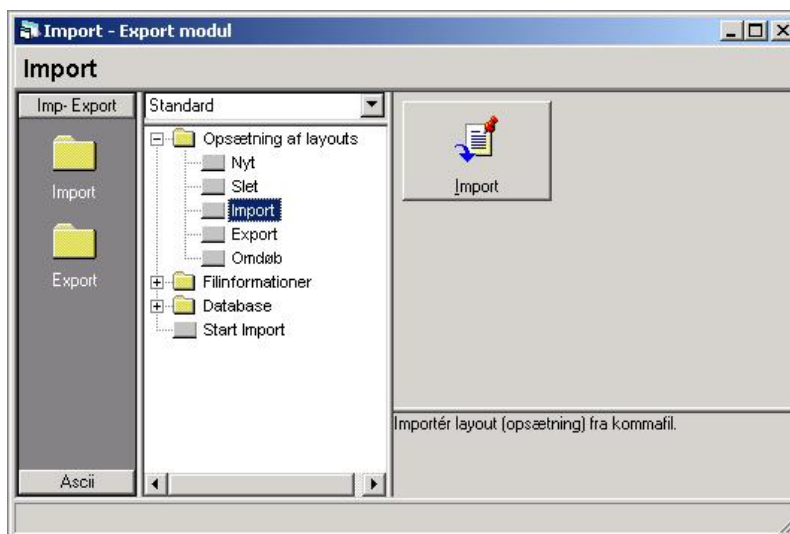 Import - Export modul
Import
Imp- Export
Import
Export
Ascii
Standard
Opsætning af layouts
Nyt
Slet
Import
Export
Omdøb
Filinformationer
Database
Start Import
Import
Importér layout (opsætning) fra kommafil.